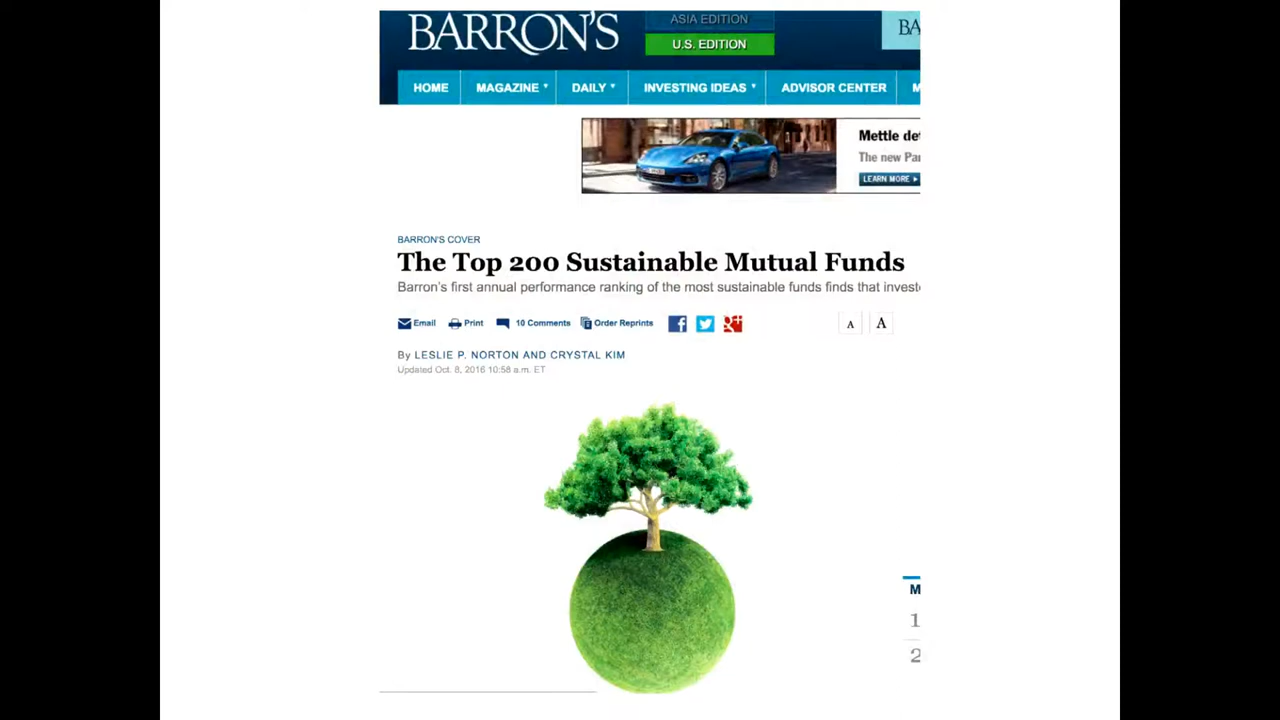 BARRON'S
ASIA EDITION
U.S. EDITION
BA
HOME MAGAZINE DAILY INVESTING IDEAS ADVISOR CENTER M
Mettle de
The new Pa
LEARN MORE
BARRON'S COVER
The Top 200 Sustainable Mutual Funds
Barron's first annual performance ranking of the most sustainable funds finds that invest
Email Print 10 Comments Order Reprints
A A
By LESLIE P. NORTON AND CRYSTAL KIM
Updated Oct. 8, 2016 10:58 a.m. ET
M
1
2